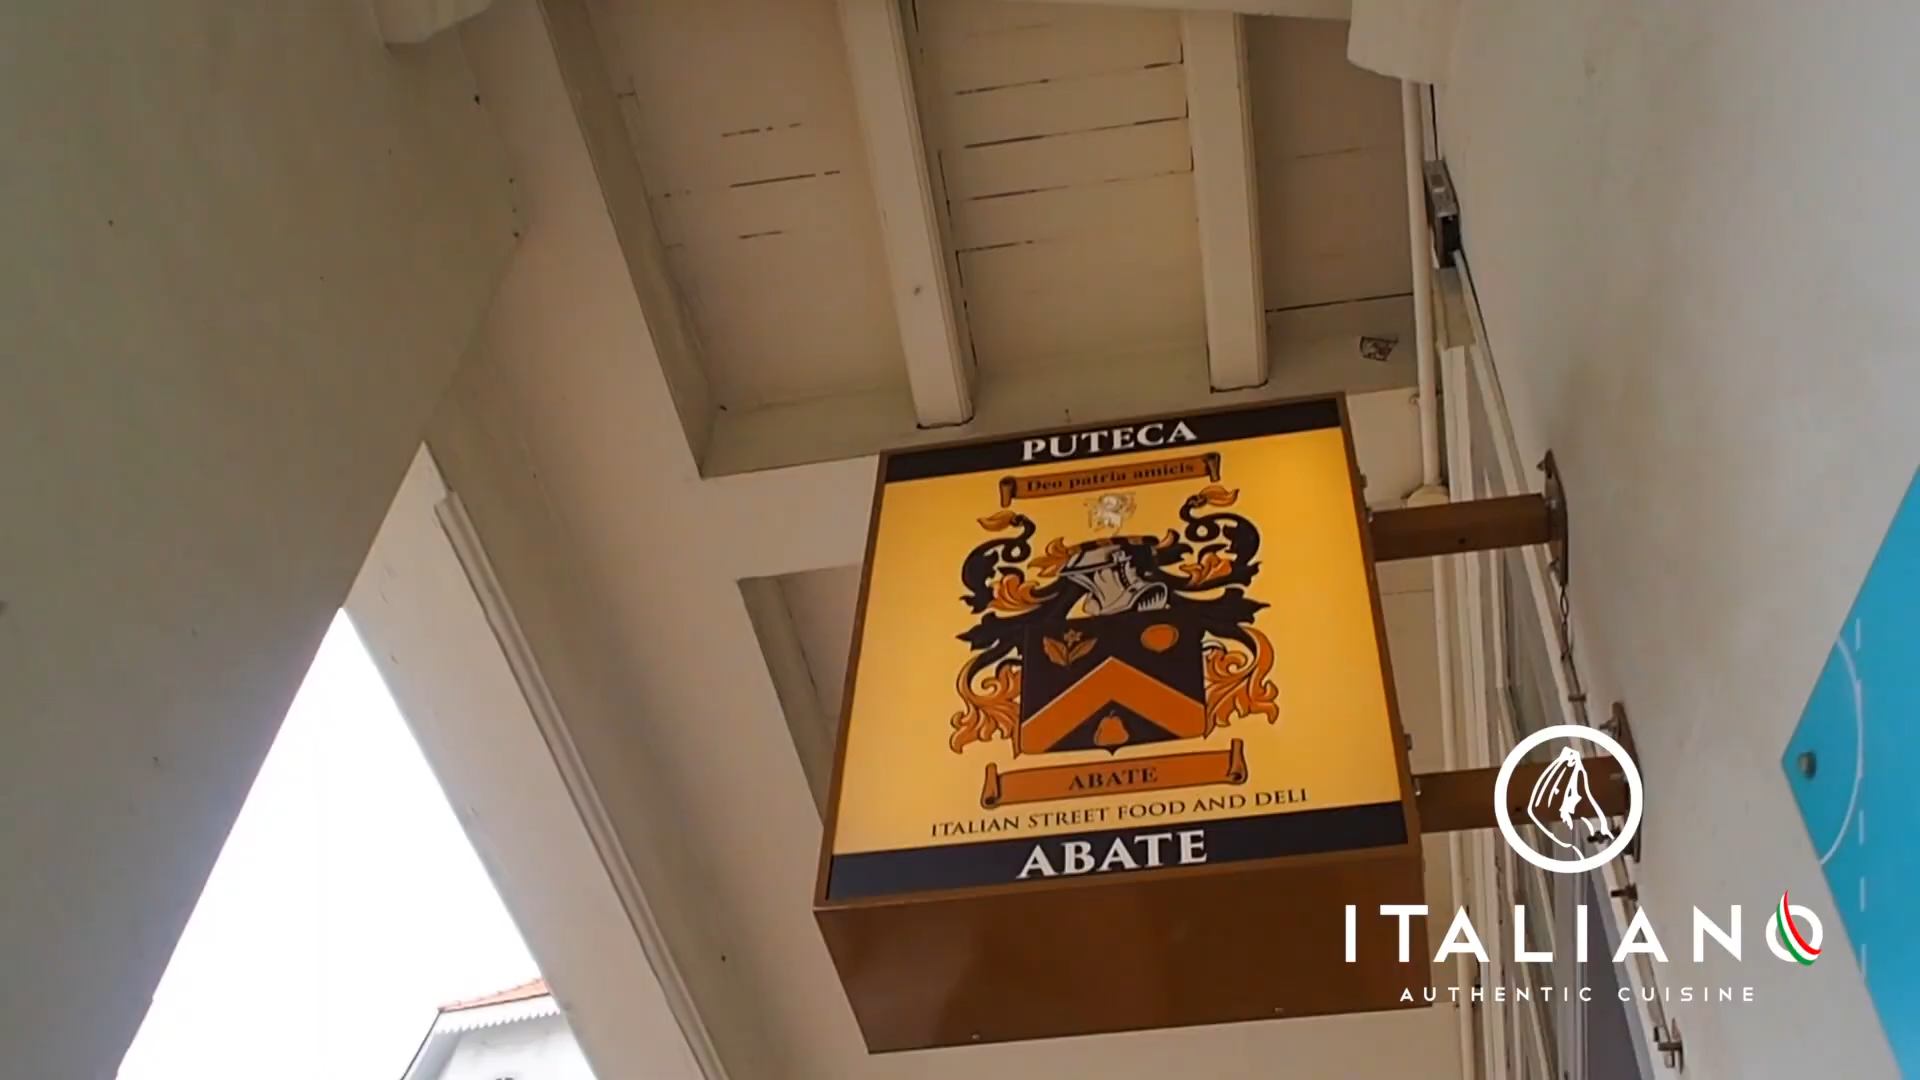 PUTECA
Deo patria amicis
ABATE
ITALIAN STREET FOOD AND DELI
ABATE
ITALIANO
AUTHENTIC CUISINE